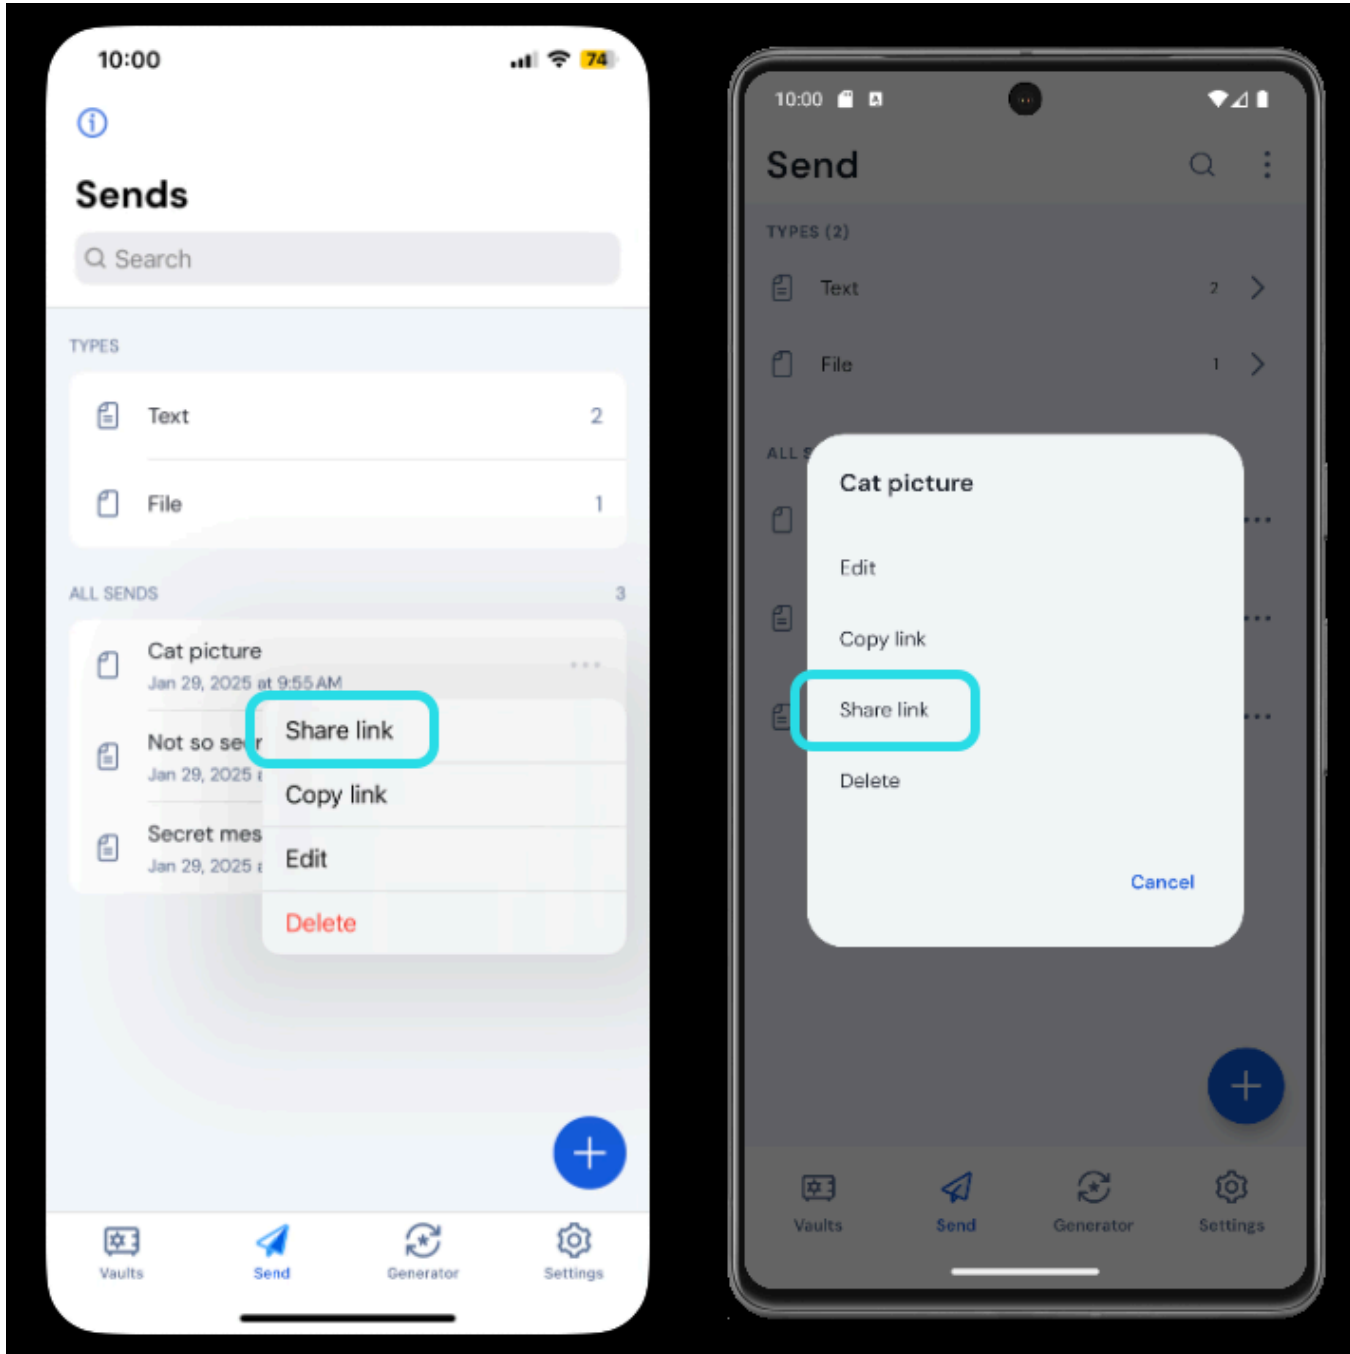 10:00
74
Sends
Search
TYPES
Text 2
File 1
ALL SENDS 3
Cat picture
Jan 29, 2025 at 9:55 AM
Share link
Not so
Jan 29, 2025
Copy link
Secret mes
Jan 29, 2025
Edit
Delete
Vaults Send Generator Settings
10:00
Send
TYPES (2)
Text 2
File 1
ALL
Cat picture
Edit
Copy link
Share link
Delete
Cancel
Vaults Send Generator Settings